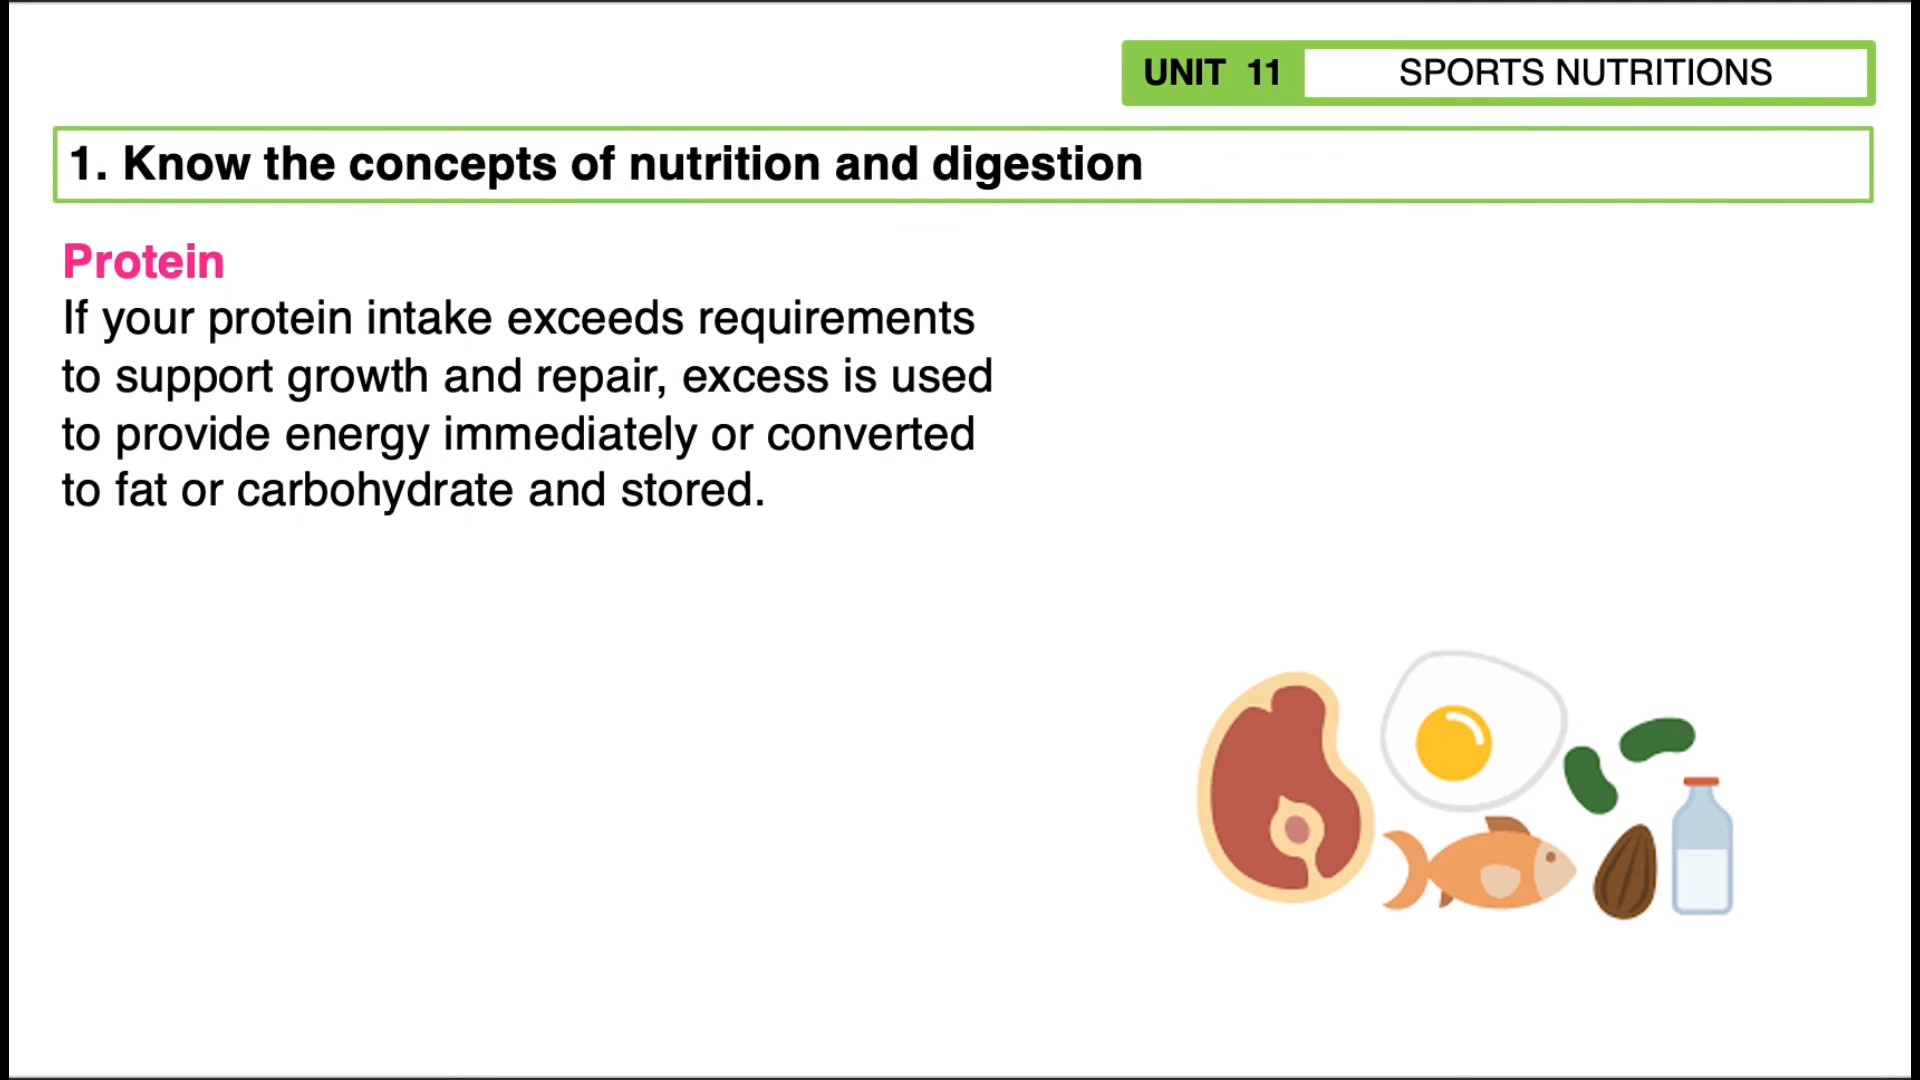 UNIT 11 SPORTS NUTRITIONS
1. Know the concepts of nutrition and digestion
Protein
If your protein intake exceeds requirements
to support growth and repair, excess is used
to provide energy immediately or converted
to fat or carbohydrate and stored.